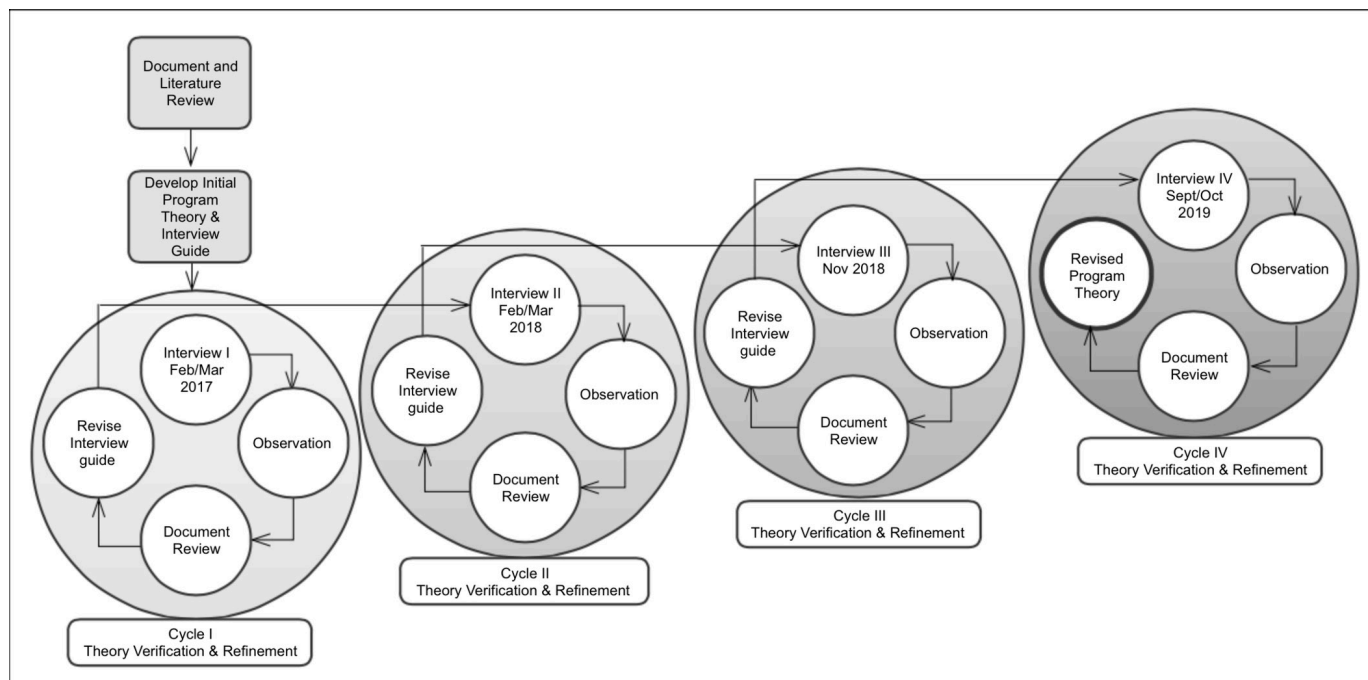 Document and
Literature
Review
Develop Initial
Program
Theory &
Interview
Guide
Interview I
Feb/Mar
2017
Observation
Document
Review
Revise
Interview
guide
Cycle I
Theory Verification & Refinement
Interview II
Feb/Mar
2018
Observation
Document
Review
Revise
Interview
guide
Cycle II
Theory Verification & Refinement
Interview III
Nov 2018
Observation
Document
Review
Revise
Interview
guide
Cycle III
Theory Verification & Refinement
Interview IV
Sept/Oct
2019
Observation
Document
Review
Revised
Program
Theory
Cycle IV
Theory Verification & Refinement